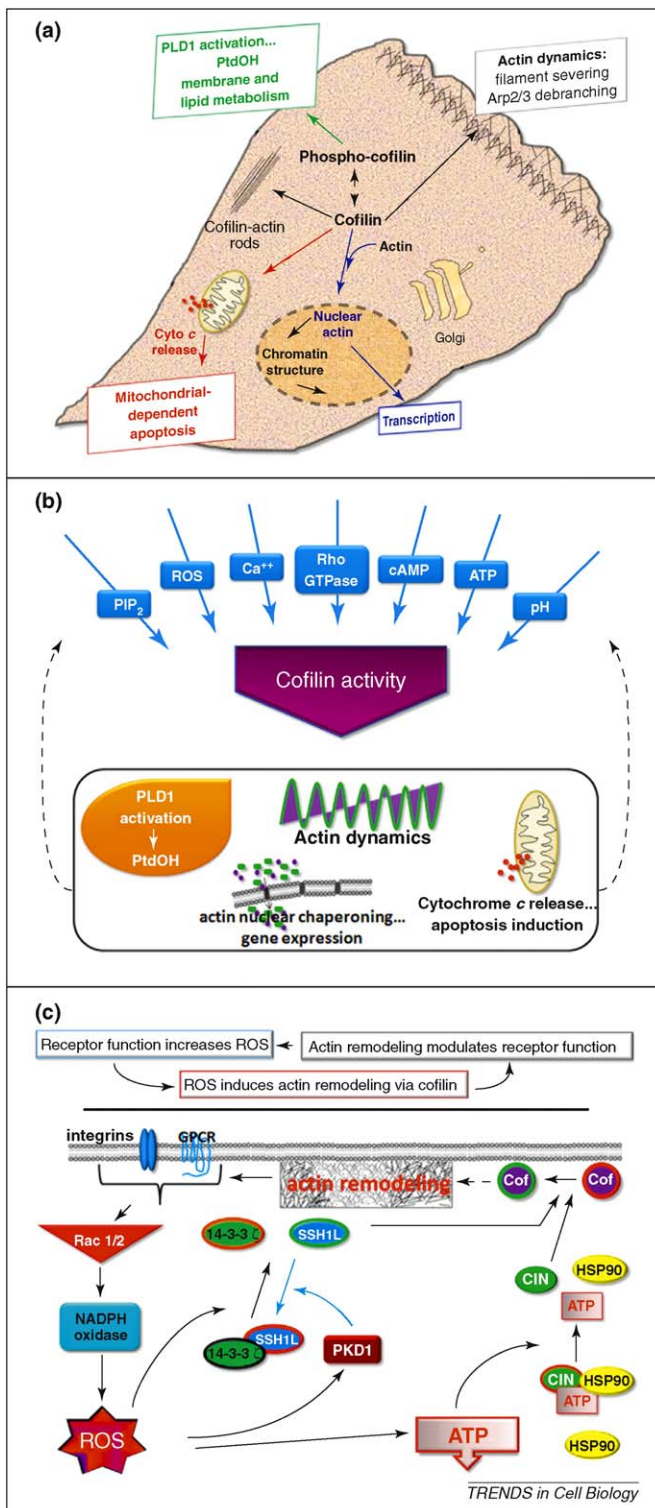 (a)
PLD1 activation...
PtdOH
membrane and
lipid metabolism
Actin dynamics:
filament severing
Arp2/3 debranching
Phospho-cofilin
Cofilin-actin
rods
Cofilin
Actin
Cyto c
release
Nuclear
actin
Chromatin
structure
Golgi
Mitochondrial-
dependent
apoptosis
Transcription
(b)
PIP2
ROS
Ca++
Rho
GTPase
cAMP
ATP
pH
Cofilin activity
PLD1
activation
PtdOH
Actin dynamics
actin nuclear chaperoning...
gene expression
Cytochrome c release...
apoptosis induction
(c)
Receptor function increases ROS
Actin remodeling modulates receptor function
ROS induces actin remodeling via cofilin
integrins
GPCR
actin remodeling
Cof
Cof
Rac 1/2
14-3-3 ζ
SSH1L
CIN
HSP90
ATP
NADPH
oxidase
14-3-3 ζ
SSH1L
PKD1
CIN
HSP90
ATP
ROS
ATP
HSP90
TRENDS in Cell Biology